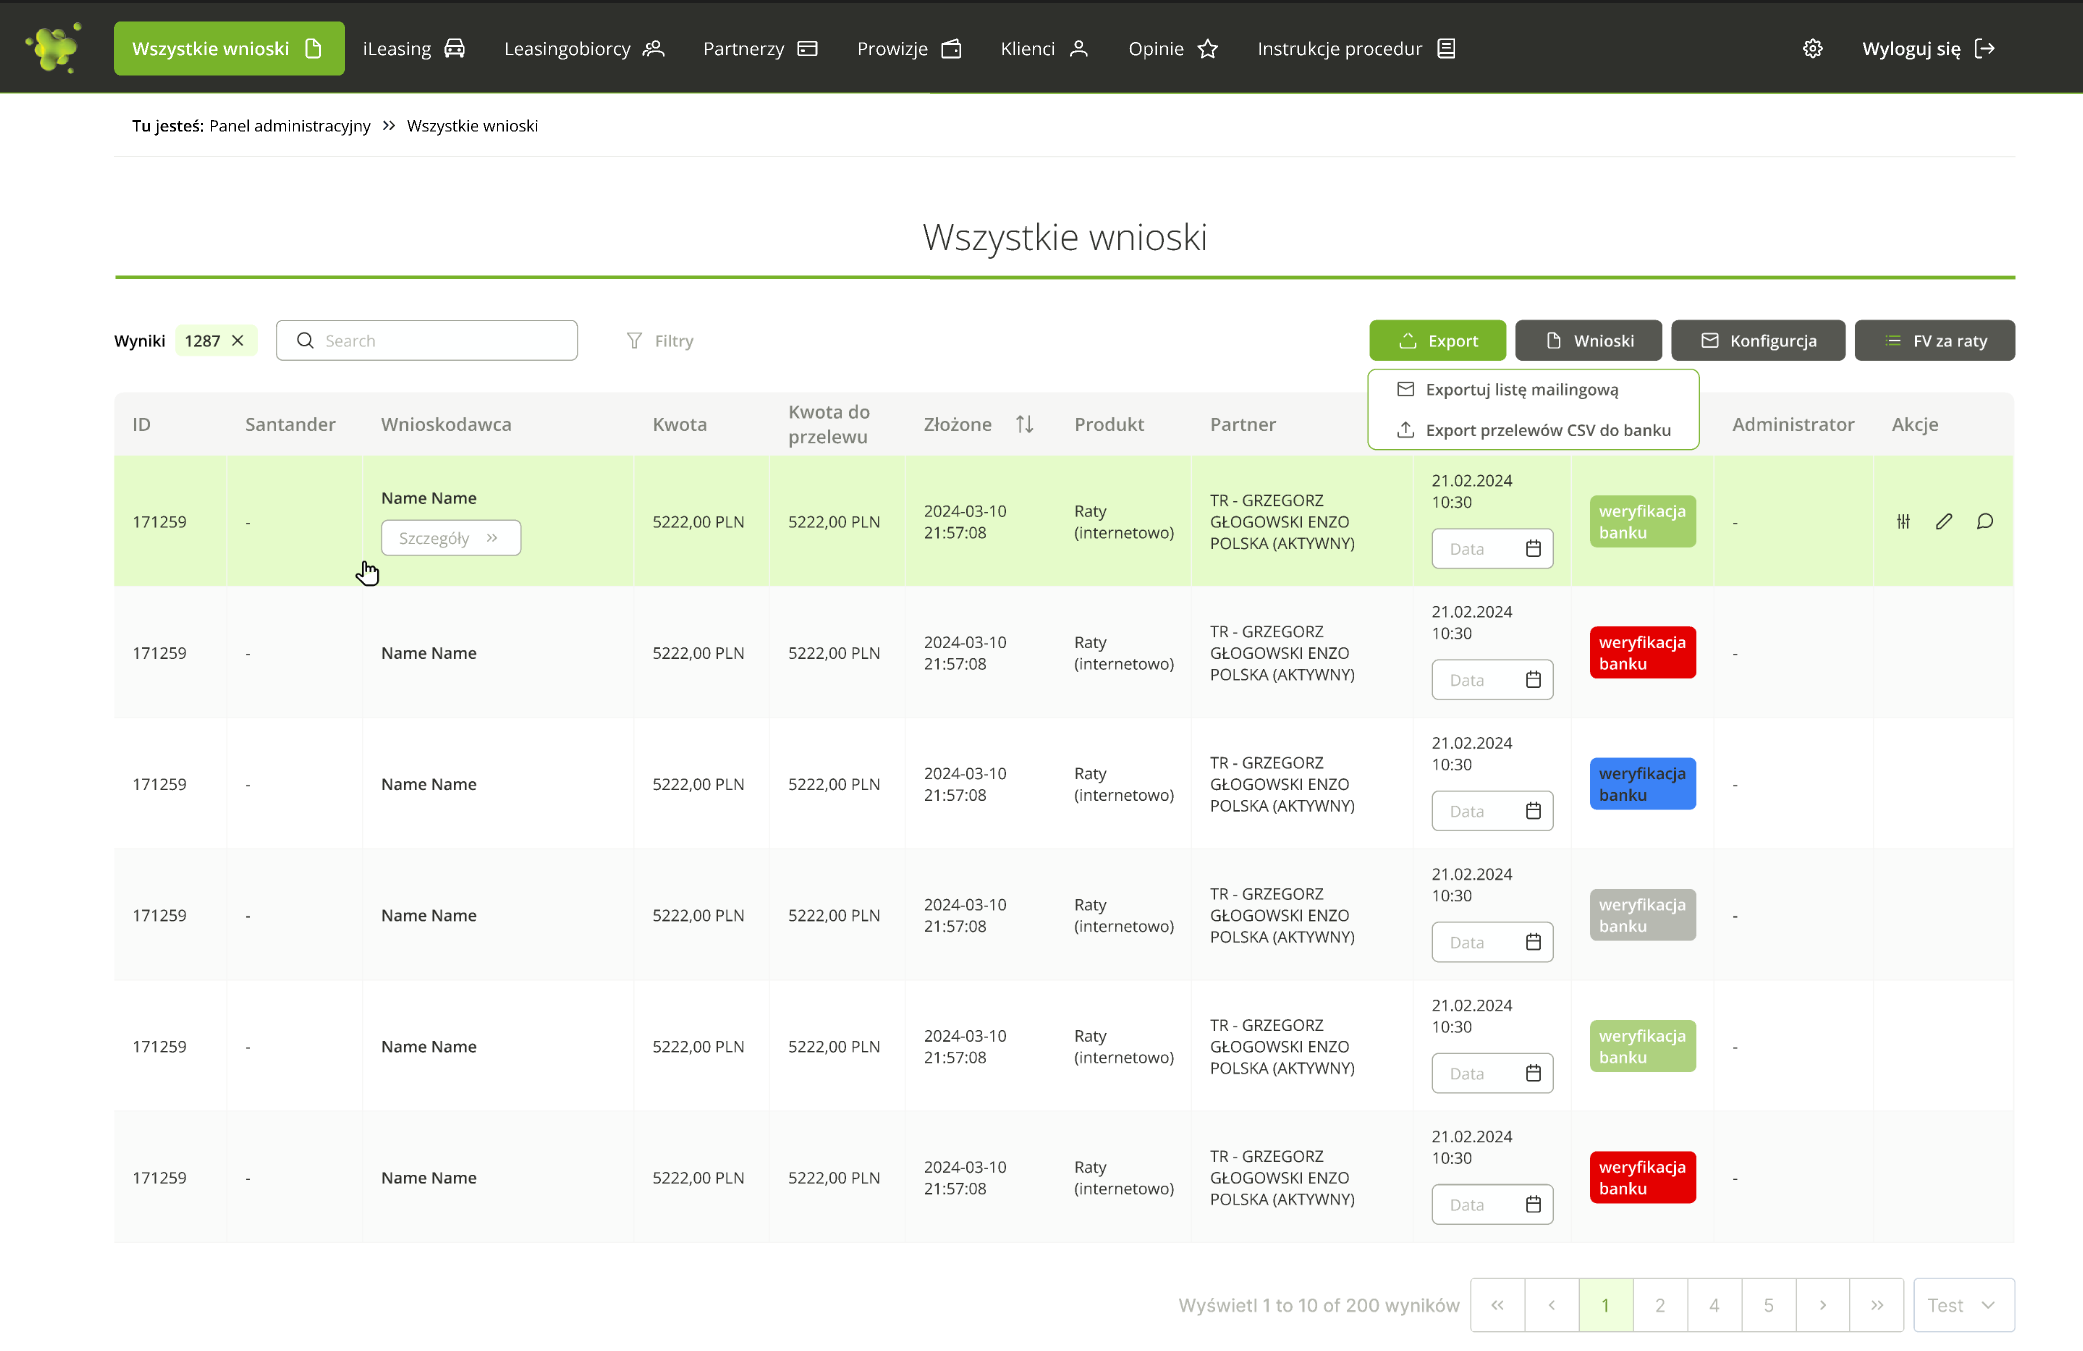 Wszystkie wnioski iLeasing Leasingobiorcy Partnerzy Prowizje Klienci Opinie Instrukcje procedur Wyloguj się
Tu jesteś: Panel administracyjny » Wszystkie wnioski
Wszystkie wnioski
Wyniki 1287 Search Filtry Export Wnioski Konfigurcja FV za raty
Exportuj listę mailingową
Export przelewów CSV do banku
ID Santander Wnioskodawca Kwota Kwota do przelewu Złożone Produkt Partner Administrator Akcje
171259 - Name Name Szczegóły » 5222,00 PLN 5222,00 PLN 2024-03-10 21:57:08 Raty (internetowo) TR - GRZEGORZ GŁOGOWSKI ENZO POLSKA (AKTYWNY) 21.02.2024 10:30 Data weryfikacja banku -
171259 - Name Name 5222,00 PLN 5222,00 PLN 2024-03-10 21:57:08 Raty (internetowo) TR - GRZEGORZ GŁOGOWSKI ENZO POLSKA (AKTYWNY) 21.02.2024 10:30 Data weryfikacja banku -
171259 - Name Name 5222,00 PLN 5222,00 PLN 2024-03-10 21:57:08 Raty (internetowo) TR - GRZEGORZ GŁOGOWSKI ENZO POLSKA (AKTYWNY) 21.02.2024 10:30 Data weryfikacja banku -
171259 - Name Name 5222,00 PLN 5222,00 PLN 2024-03-10 21:57:08 Raty (internetowo) TR - GRZEGORZ GŁOGOWSKI ENZO POLSKA (AKTYWNY) 21.02.2024 10:30 Data weryfikacja banku -
171259 - Name Name 5222,00 PLN 5222,00 PLN 2024-03-10 21:57:08 Raty (internetowo) TR - GRZEGORZ GŁOGOWSKI ENZO POLSKA (AKTYWNY) 21.02.2024 10:30 Data weryfikacja banku -
171259 - Name Name 5222,00 PLN 5222,00 PLN 2024-03-10 21:57:08 Raty (internetowo) TR - GRZEGORZ GŁOGOWSKI ENZO POLSKA (AKTYWNY) 21.02.2024 10:30 Data weryfikacja banku -
Wyświetl 1 to 10 of 200 wyników « ‹ 1 2 4 5 › » Test